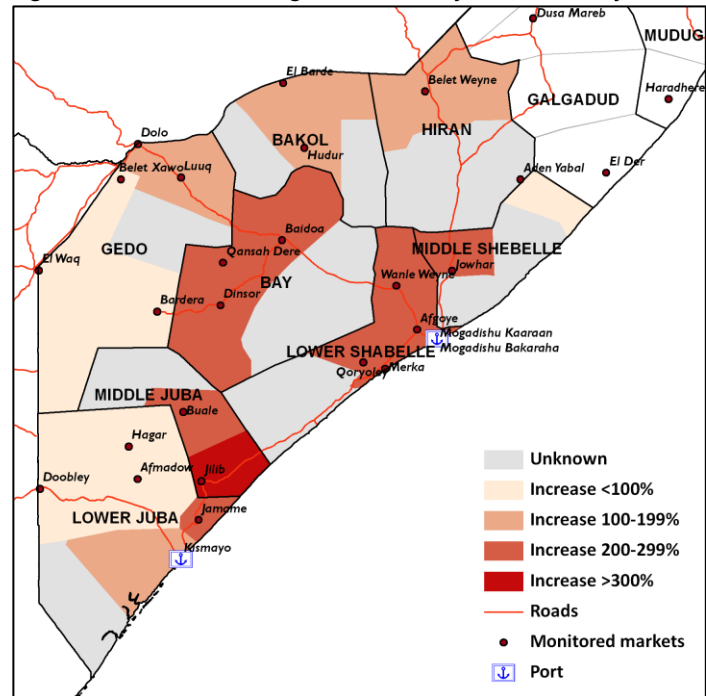 Dusa Mareb
MUDUG
El Barde
Belet Weyne
Haradhere
GALGADUD
Dolo
BAKOL
HIRAN
Hudur
Belet Xawo
Luuq
Aden Yabal
El Der
Baidoa
GEDO
Qansah Dere
MIDDLE SHEBELLE
El Waq
BAY
Wanle Weyne
Jowhar
Dinsor
Bardera
Afgoye
Mogadishu Kaaraan
LOWER SHABELLE
Mogadishu Bakaraha
Qoryoley
Merka
MIDDLE JUBA
Buale
Hagar
Unknown
Afmadow
Jilib
Doobley
Increase <100%
Jamame
LOWER JUBA
Increase 100-199%
Kismayo
Increase 200-299%
Increase >300%
Roads
Monitored markets
Port